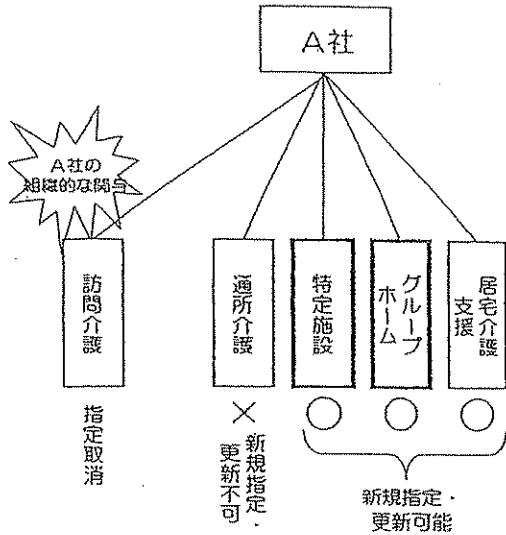 A社
A社の
組織的な関与
訪問介護
通所介護
特定施設
グループ
ホーム
居宅介護
支援
指定取消
×
新規指定・
更新不可
○
○
○
新規指定・
更新可能